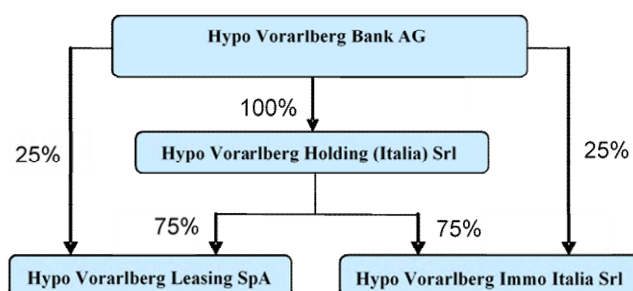 Hypo Vorarlberg Bank AG
100%
25%
Hypo Vorarlberg Holding (Italia) Srl
25%
75%
75%
Hypo Vorarlberg Leasing SpA
Hypo Vorarlberg Immo Italia Srl